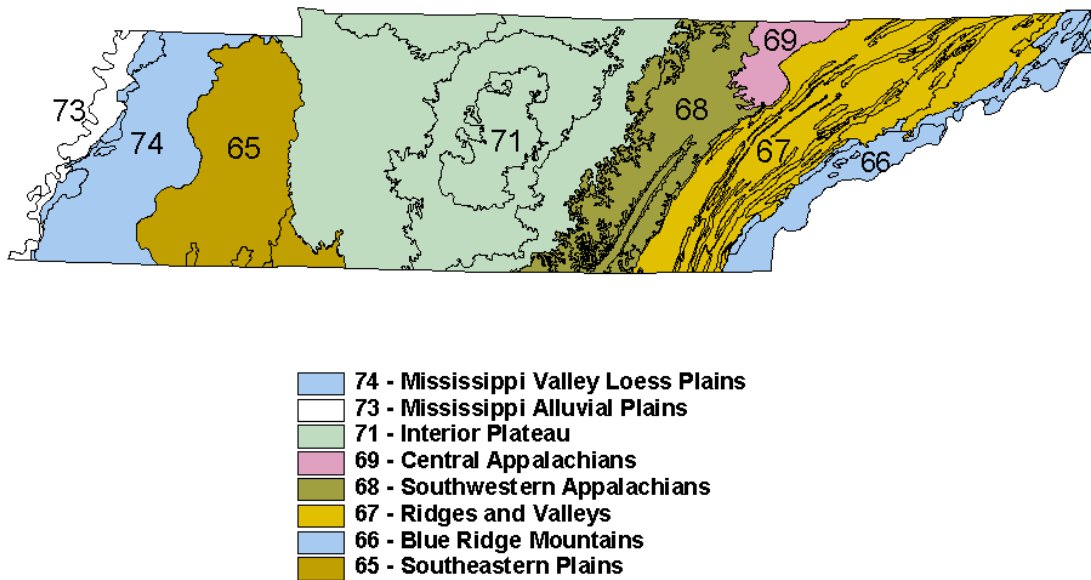 69
73
74
65
71
68
67
66
74 - Mississippi Valley Loess Plains
73 - Mississippi Alluvial Plains
71 - Interior Plateau
69 - Central Appalachians
68 - Southwestern Appalachians
67 - Ridges and Valleys
66 - Blue Ridge Mountains
65 - Southeastern Plains